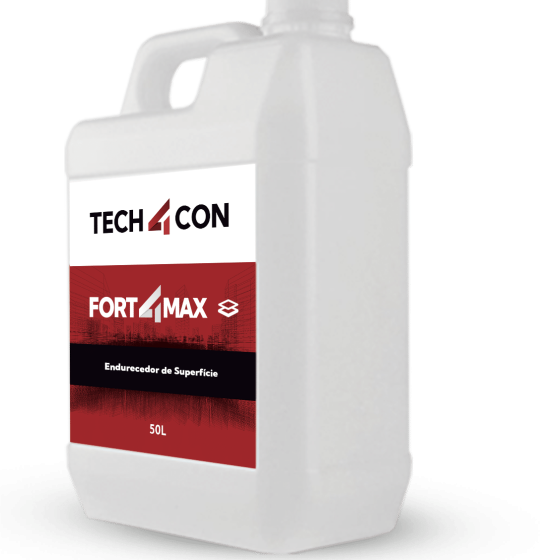 TECH4CON
FORT4MAX
Endurecedor de Superfície
50L